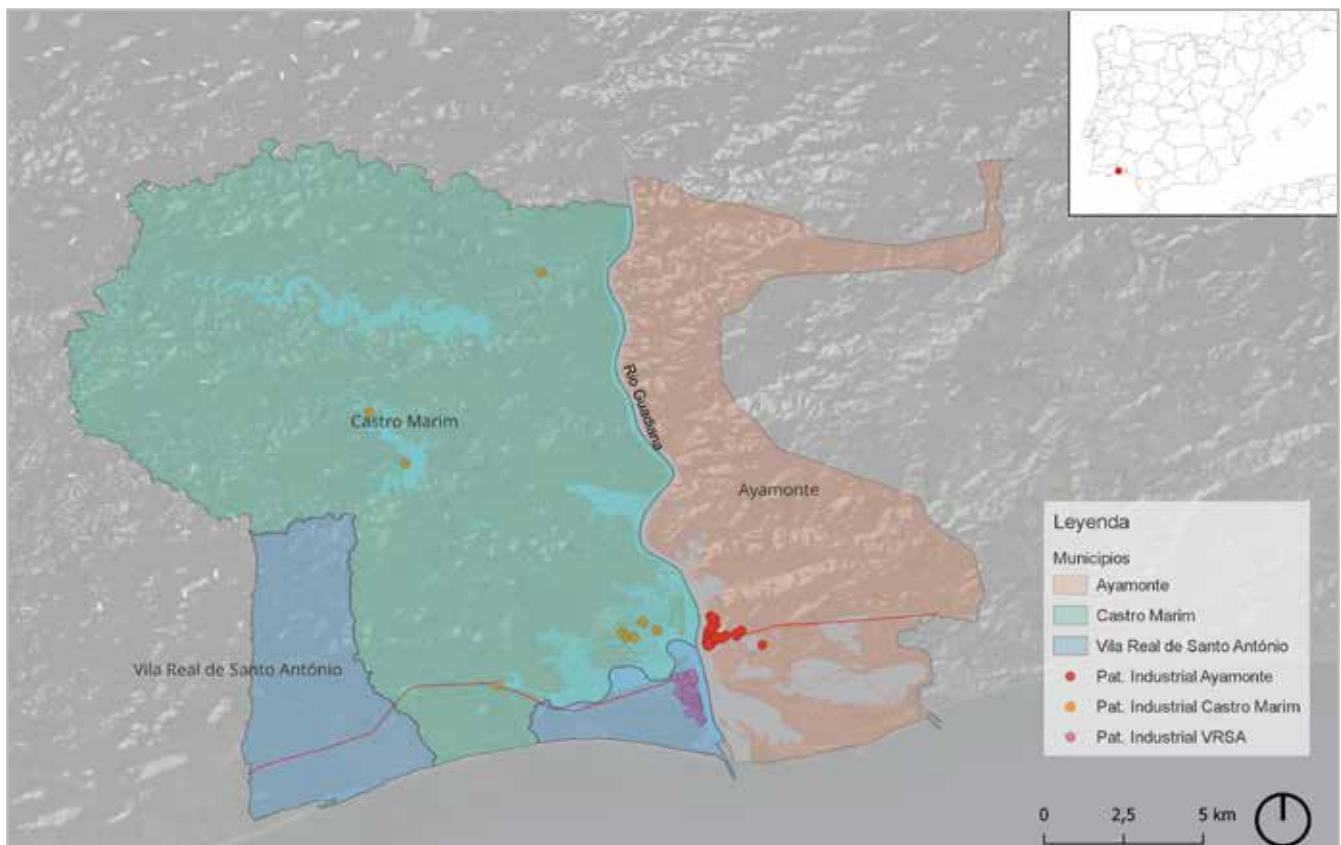 Río Guadiana
Castro Marim
Ayamonte
Vila Real de Santo António
Leyenda
Municipios
Ayamonte
Castro Marim
Vila Real de Santo António
Pat. Industrial Ayamonte
Pat. Industrial Castro Marim
Pat. Industrial VRSA
0 2,5 5 km